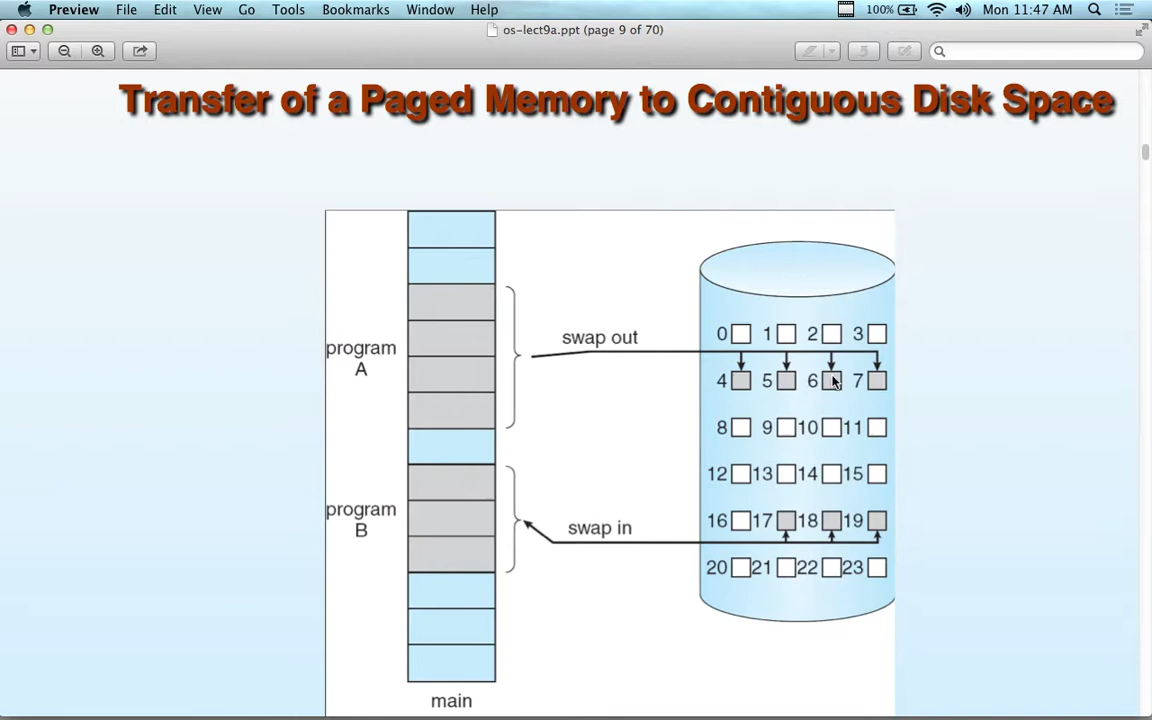 Preview File Edit View Go Tools Bookmarks Window Help 100% Mon 11:47 AM
os-lect9a.ppt (page 9 of 70)
Transfer of a Paged Memory to Contiguous Disk Space
program
A
swap out
0 1 2 3
4 5 6 7
8 9 10 11
12 13 14 15
program
B
swap in
16 17 18 19
20 21 22 23
main